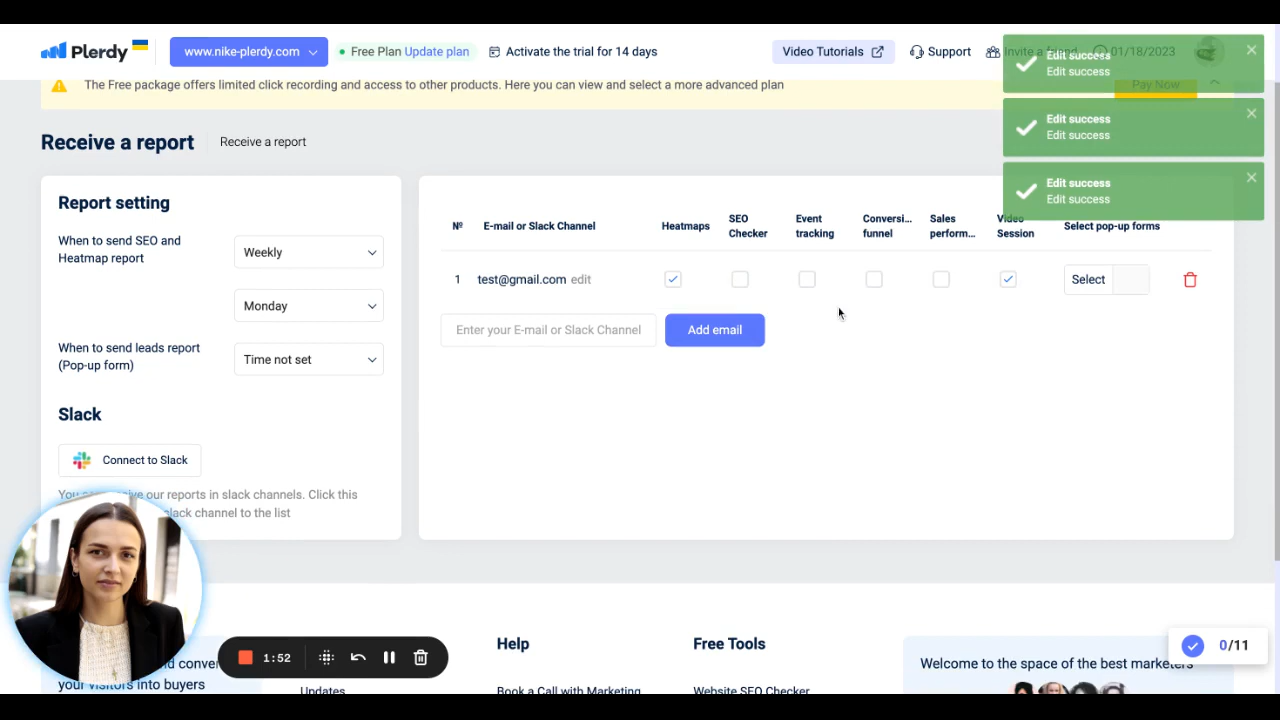 Plerdy
www.nike-plerdy.com
Free Plan Update plan
Activate the trial for 14 days
Video Tutorials
Support
Invite a friend
01/18/2023
The Free package offers limited click recording and access to other products. Here you can view and select a more advanced plan
Pay Now
Edit success
Edit success
Edit success
Edit success
Edit success
Edit success
Receive a report
Receive a report
Report setting
When to send SEO and
Heatmap report
Weekly
Monday
When to send leads report
(Pop-up form)
Time not set
Slack
Connect to Slack
our reports in slack channels. Click this
slack channel to the list
№
E-mail or Slack Channel
Heatmaps
SEO
Checker
Event
tracking
Conversi...
funnel
Sales
perform...
Video
Session
Select pop-up forms
1
test@gmail.com edit
Select
Enter your E-mail or Slack Channel
Add email
your visitors into buyers
1:52
Updates
Help
Book a Call with Marketing
Free Tools
Website SEO Checker
Welcome to the space of the best marketers
0/11